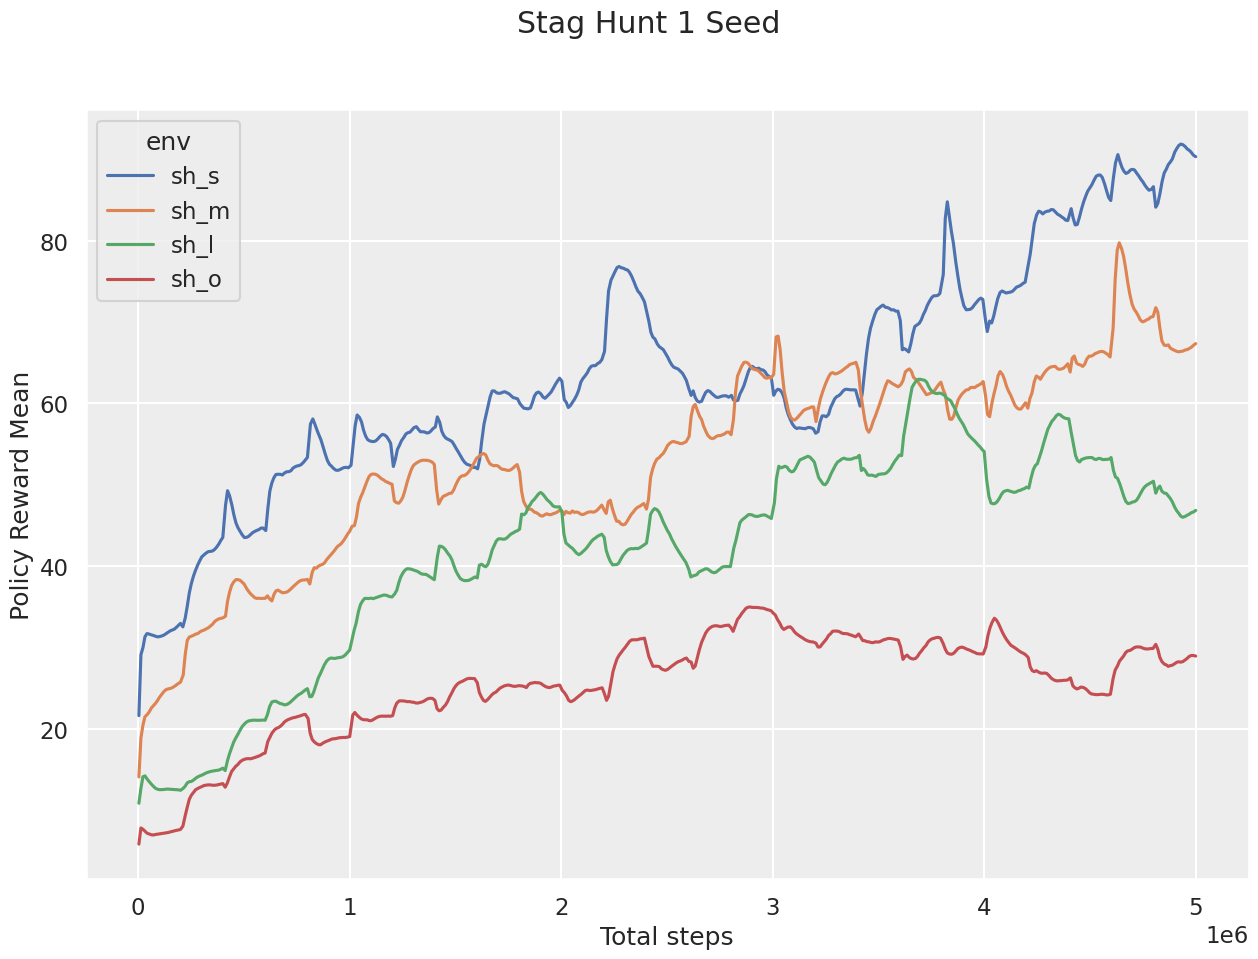 Stag Hunt 1 Seed
env
sh_s
sh_m
sh_l
sh_o
Policy Reward Mean
80
60
40
20
0 1 2 3 4 5
Total steps
1e6